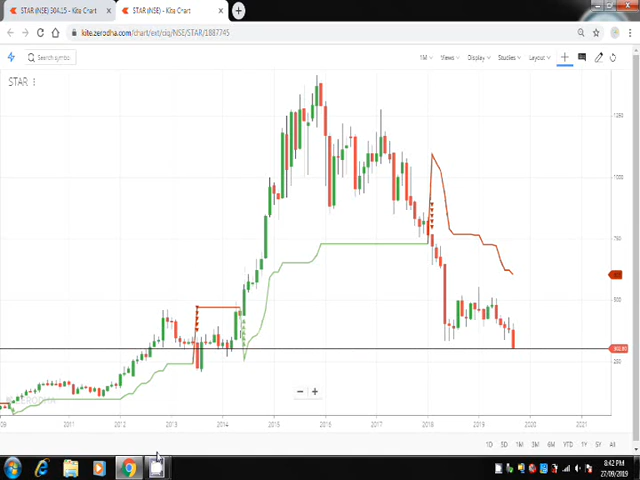 STAR (NSE) 304.15 - Kite Chart
STAR (NSE) - Kite Chart
kite.zerodha.com/chart/ext/ciq/NSE/STAR/1887745
Search symbols
1M
Views
Display
Studies
Layout
STAR
1250
1000
750
500
250
ZERODHA
2010
2011
2012
2013
2014
2015
2016
2017
2018
2019
2020
2021
1D 5D 1M 3M 6M YTD 1Y 5Y All
8:42 PM
27/09/2019